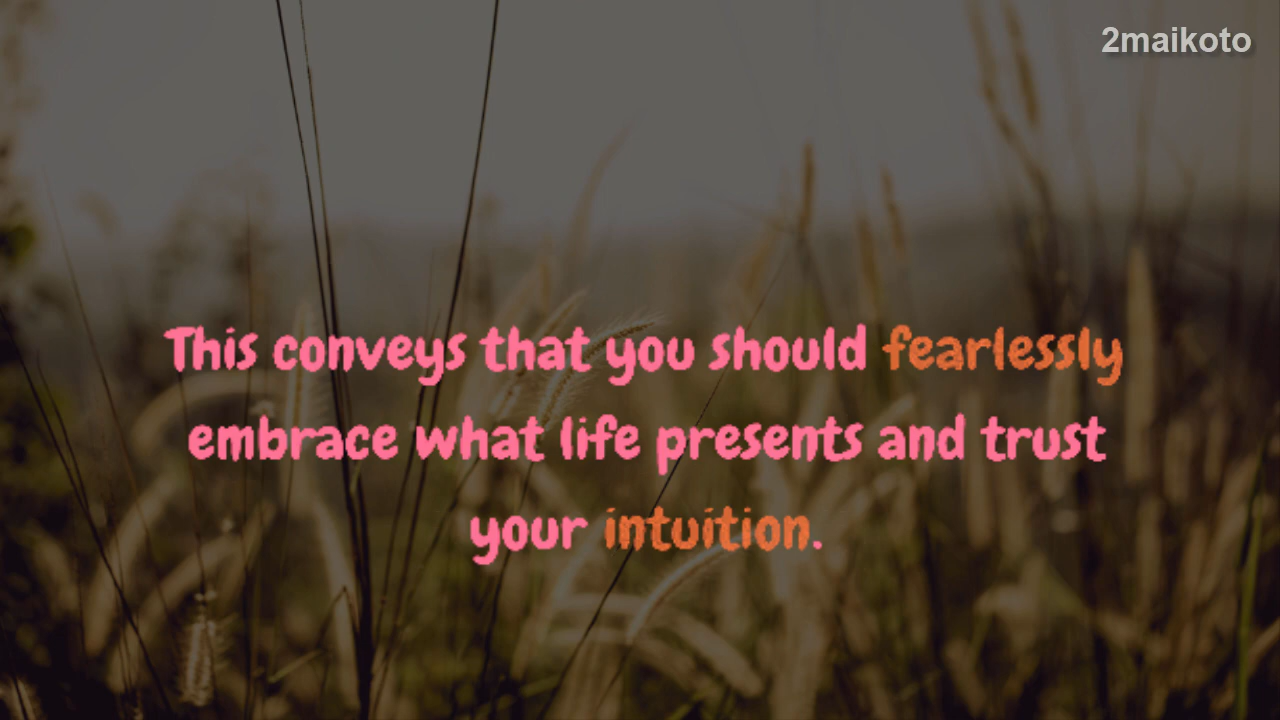 2maikoto
This conveys that you should fearlessly
embrace what life presents and trust
your intuition.